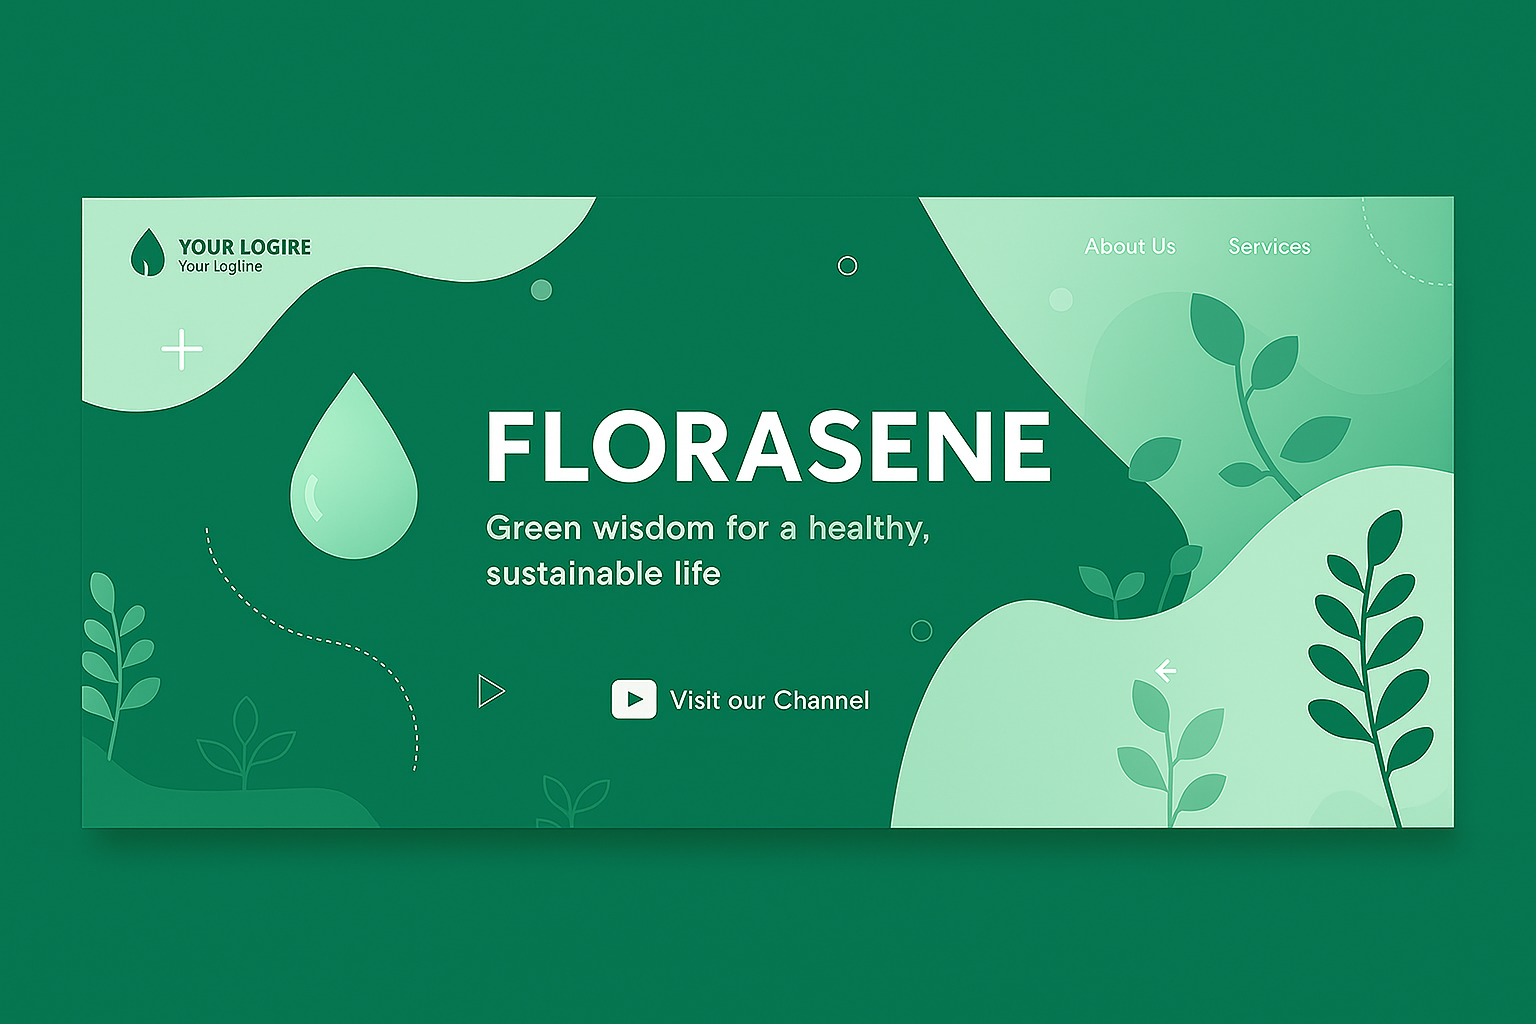 YOUR LOGIRE
Your Logline
About Us
Services
FLORASENE
Green wisdom for a healthy,
sustainable life
Visit our Channel